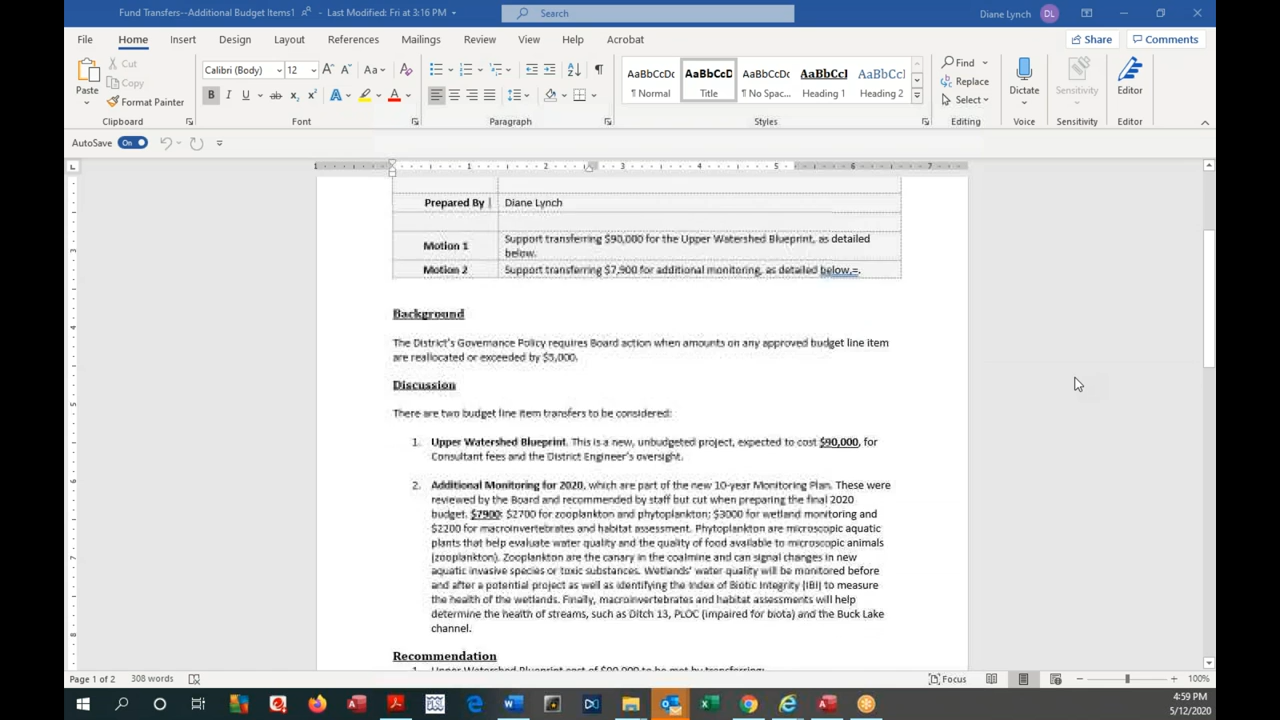 Fund Transfers--Additional Budget Items1 - Last Modified: Fri at 3:16 PM
Search
Diane Lynch DL
File Home Insert Design Layout References Mailings Review View Help Acrobat Share Comments
Paste Cut Copy Format Painter
Calibri (Body) 12
AaBbCcDc AaBbCcD AaBbCcDc AaBbCcI AaBbCcI
¶ Normal Title ¶ No Spac... Heading 1 Heading 2
Find Replace Select
Dictate Sensitivity Editor
Clipboard Font Paragraph Styles Editing Voice Sensitivity Editor
AutoSave On
1 1 2 3 4 5 6 7
Prepared By Diane Lynch
Motion 1 Support transferring $90,000 for the Upper Watershed Blueprint, as detailed
below.
Motion 2 Support transferring $7,900 for additional monitoring, as detailed below,=.
Background
The District's Governance Policy requires Board action when amounts on any approved budget line item
are reallocated or exceeded by $5,000.
Discussion
There are two budget line item transfers to be considered:
1. Upper Watershed Blueprint. This is a new, unbudgeted project, expected to cost $90,000, for
Consultant fees and the District Engineer's oversight.
2. Additional Monitoring for 2020, which are part of the new 10-year Monitoring Plan. These were
reviewed by the Board and recommended by staff but cut when preparing the final 2020
budget. $7900: $2700 for zooplankton and phytoplankton; $3000 for wetland monitoring and
$2200 for macroinvertebrates and habitat assessment. Phytoplankton are microscopic aquatic
plants that help evaluate water quality and the quality of food available to microscopic animals
(zooplankton). Zooplankton are the canary in the coalmine and can signal changes in new
aquatic invasive species or toxic substances. Wetlands' water quality will be monitored before
and after a potential project as well as identifying the Index of Biotic Integrity (IBI) to measure
the health of the wetlands. Finally, macroinvertebrates and habitat assessments will help
determine the health of streams, such as Ditch 13, PLOC (impaired for biota) and the Buck Lake
channel.
Recommendation
1. Upper Watershed Blueprint cost of $90,000 to be met by transferring:
Page 1 of 2 308 words Focus 100%
4:59 PM
5/12/2020